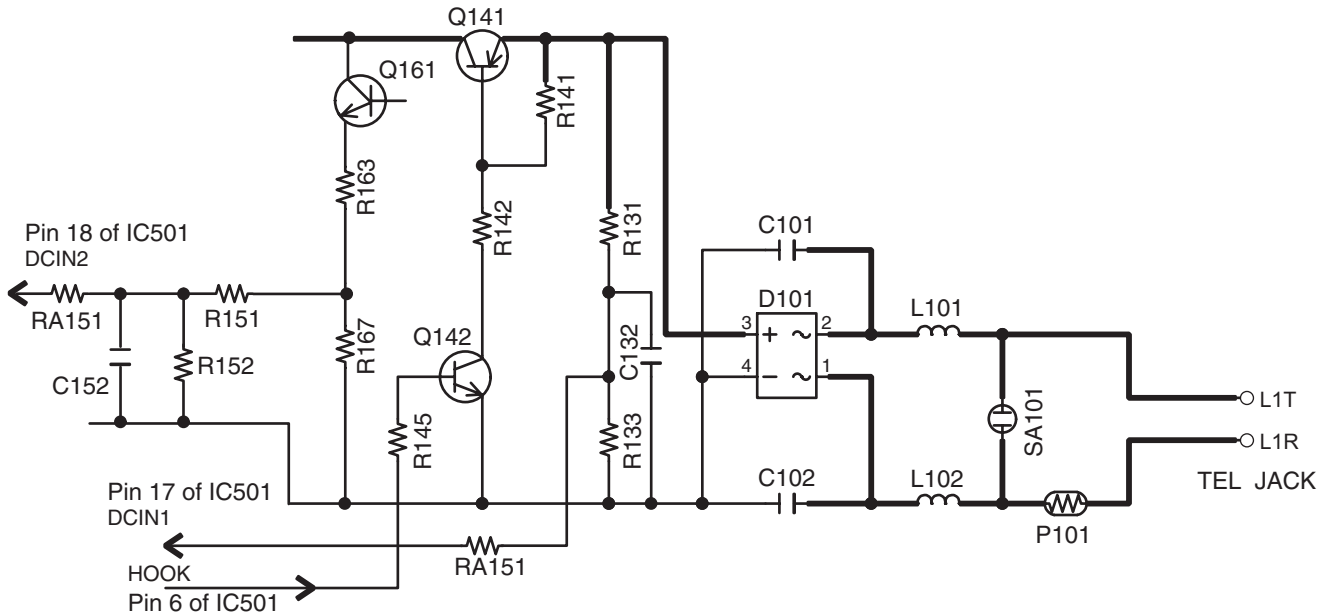 Q141
Q161
R141
R163
R142
R131
C101
Pin 18 of IC501
DCIN2
D101
L101
RA151
R151
3 + ~ 2
R167
Q142
C132
4 – ~ 1
C152
R152
L1T
SA101
R145
R133
L1R
C102
L102
TEL JACK
Pin 17 of IC501
DCIN1
P101
RA151
HOOK
Pin 6 of IC501